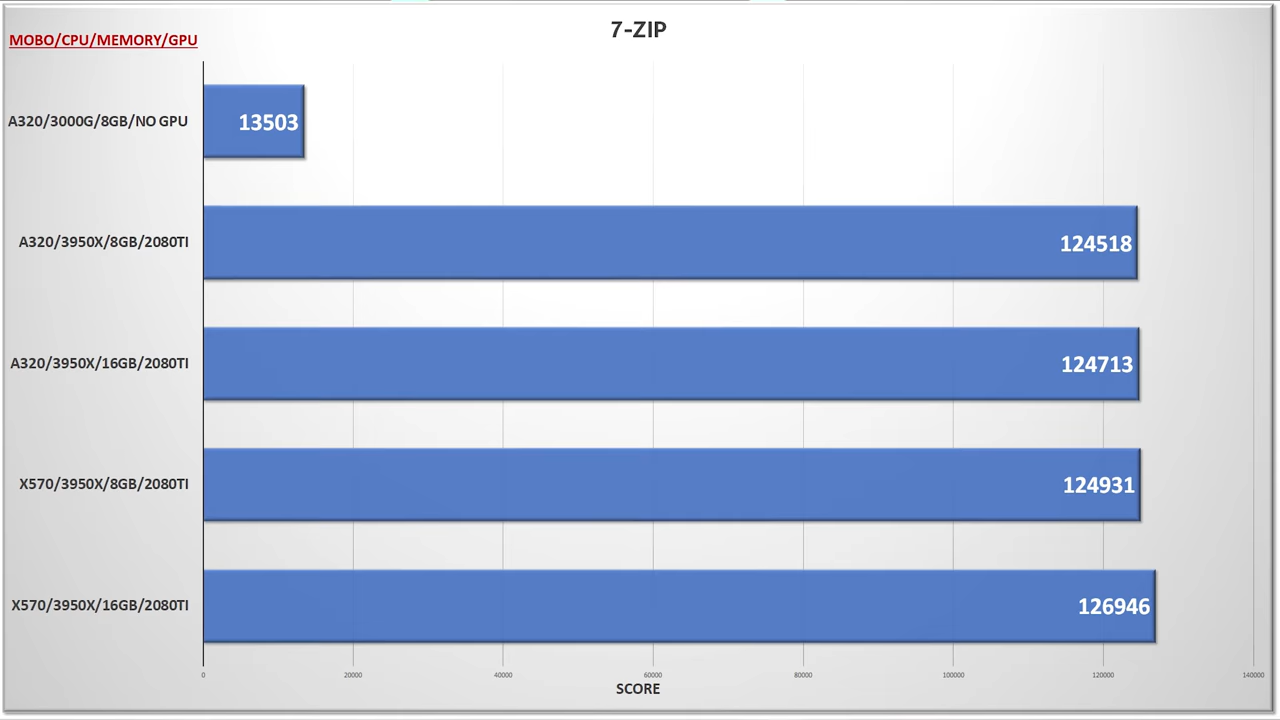 7-ZIP
MOBO/CPU/MEMORY/GPU
A320/3000G/8GB/NO GPU
13503
A320/3950X/8GB/2080TI
124518
A320/3950X/16GB/2080TI
124713
X570/3950X/8GB/2080TI
124931
X570/3950X/16GB/2080TI
126946
0 20000 40000 60000 80000 100000 120000 140000
SCORE